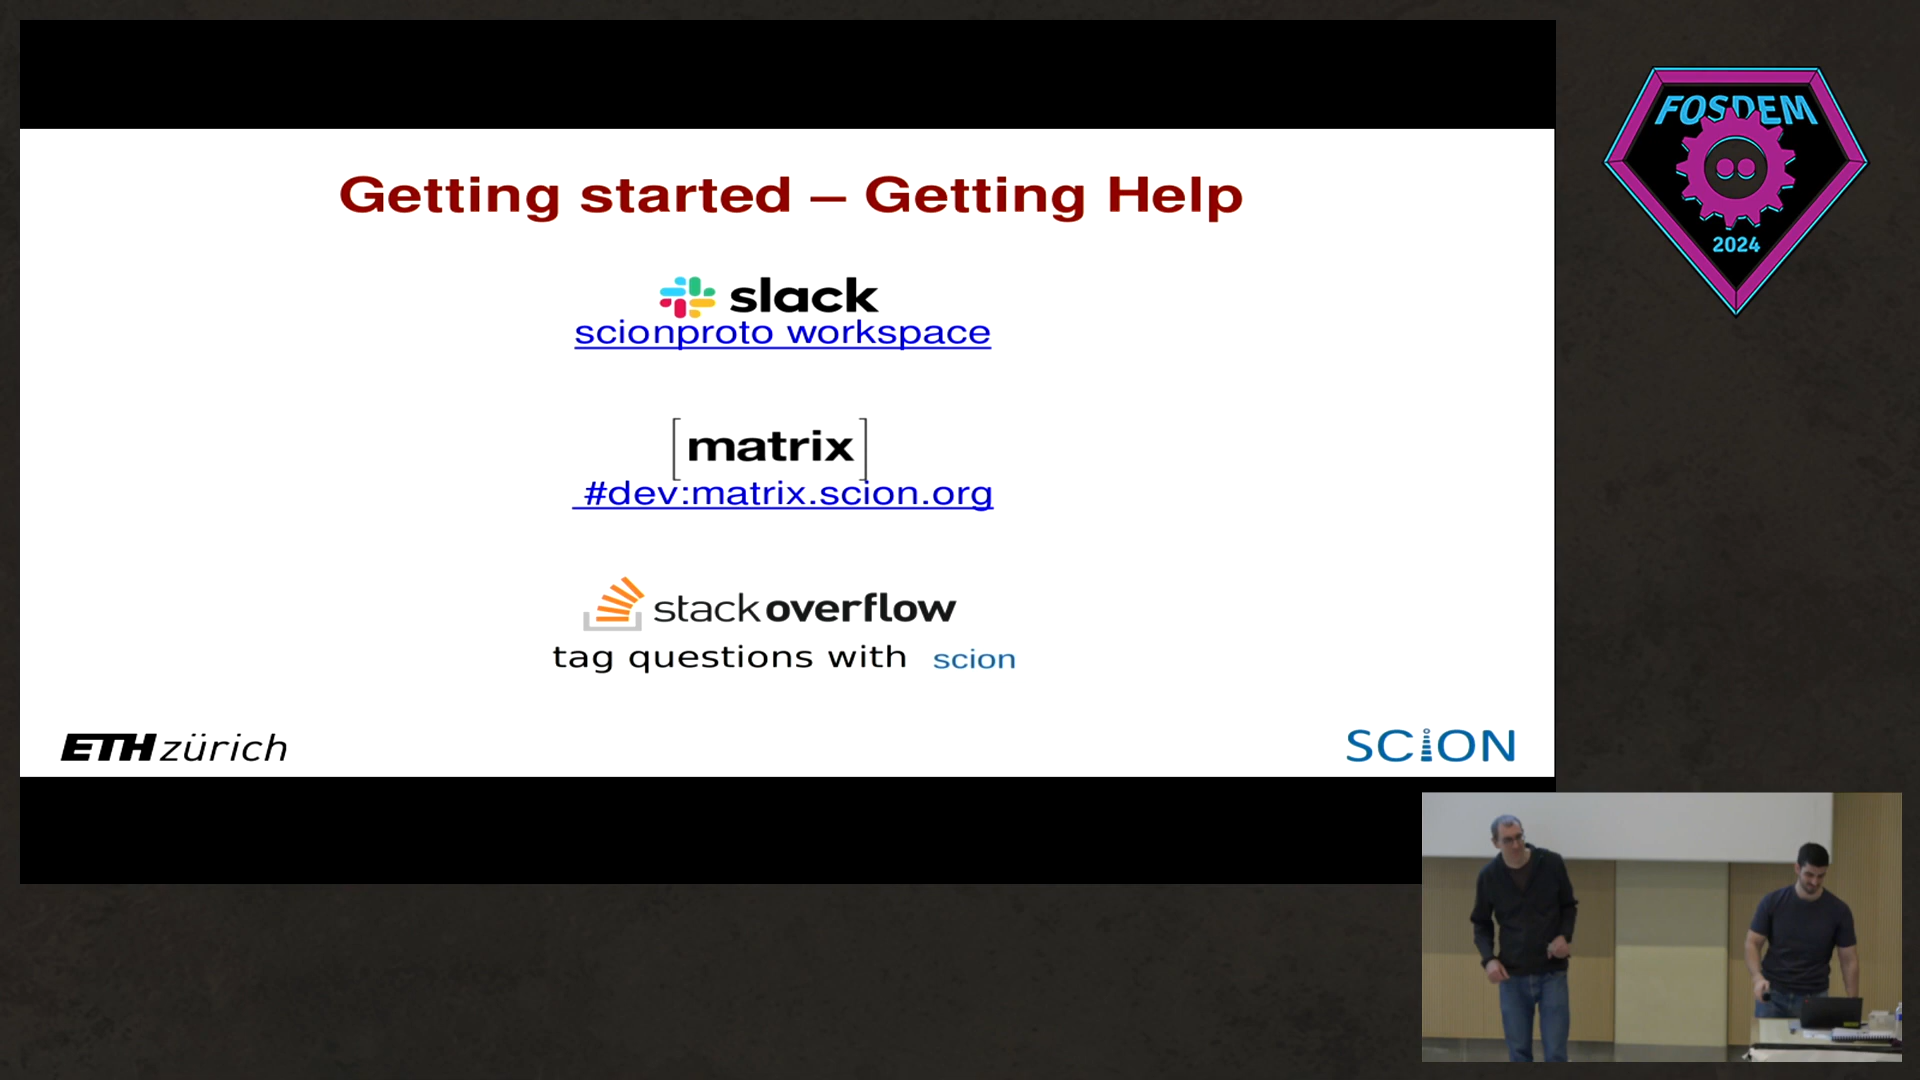 Getting started – Getting Help
slack
scionproto workspace
[matrix]
#dev:matrix.scion.org
stackoverflow
tag questions with scion
ETH zürich
SCION
FOSDEM
2024